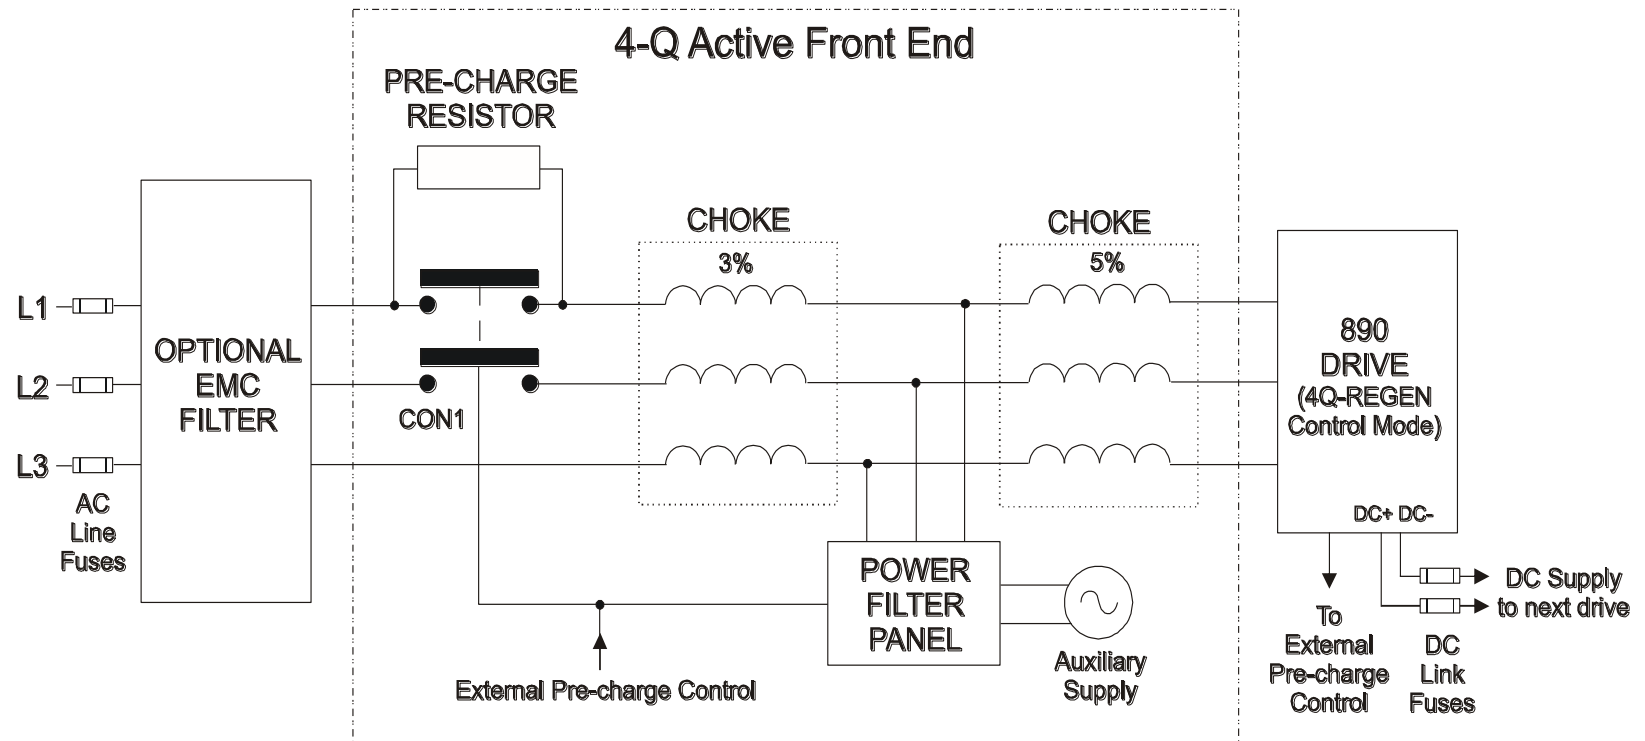 4-Q Active Front End
PRE-CHARGE
RESISTOR
CHOKE
3%
CHOKE
5%
L1
L2
L3
AC
Line
Fuses
OPTIONAL
EMC
FILTER
CON1
890
DRIVE
(4Q-REGEN
Control Mode)
DC+ DC-
POWER
FILTER
PANEL
External Pre-charge Control
Auxiliary
Supply
To
External
Pre-charge
Control
DC Supply
to next drive
DC
Link
Fuses